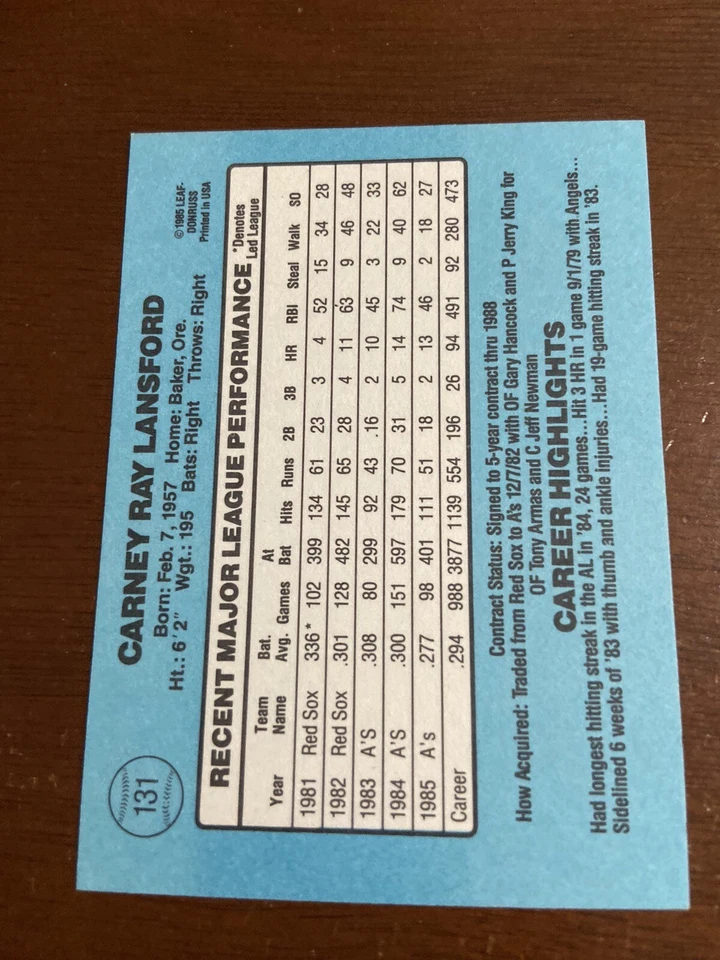 131
CARNEY RAY LANSFORD
©1985 LEAF-
DONRUSS
Printed in USA
Born: Feb. 7, 1957 Home: Baker, Ore.
Ht.: 6'2" Wgt.: 195 Bats: Right Throws: Right
RECENT MAJOR LEAGUE PERFORMANCE *Denotes
Led League
Year Team Name Bat. Avg. Games At Bat Hits Runs 2B 3B HR RBI Steal Walk SO
1981 Red Sox 336* 102 399 134 61 23 3 4 52 15 34 28
1982 Red Sox .301 128 482 145 65 28 4 11 63 9 46 48
1983 A'S .308 80 299 92 43 .16 2 10 45 3 22 33
1984 A'S .300 151 597 179 70 31 5 14 74 9 40 62
1985 A's .277 98 401 111 51 18 2 13 46 2 18 27
Career .294 988 3877 1139 554 196 26 94 491 92 280 473
Contract Status: Signed to 5-year contract thru 1988
How Acquired: Traded from Red Sox to A's 12/7/82 with OF Gary Hancock and P Jerry King for
OF Tony Armas and C Jeff Newman
CAREER HIGHLIGHTS
Had longest hitting streak in the AL in '84, 24 games...Hit 3 HR in 1 game 9/1/79 with Angels...
Sidelined 6 weeks of '83 with thumb and ankle injuries...Had 19-game hitting streak in '83.